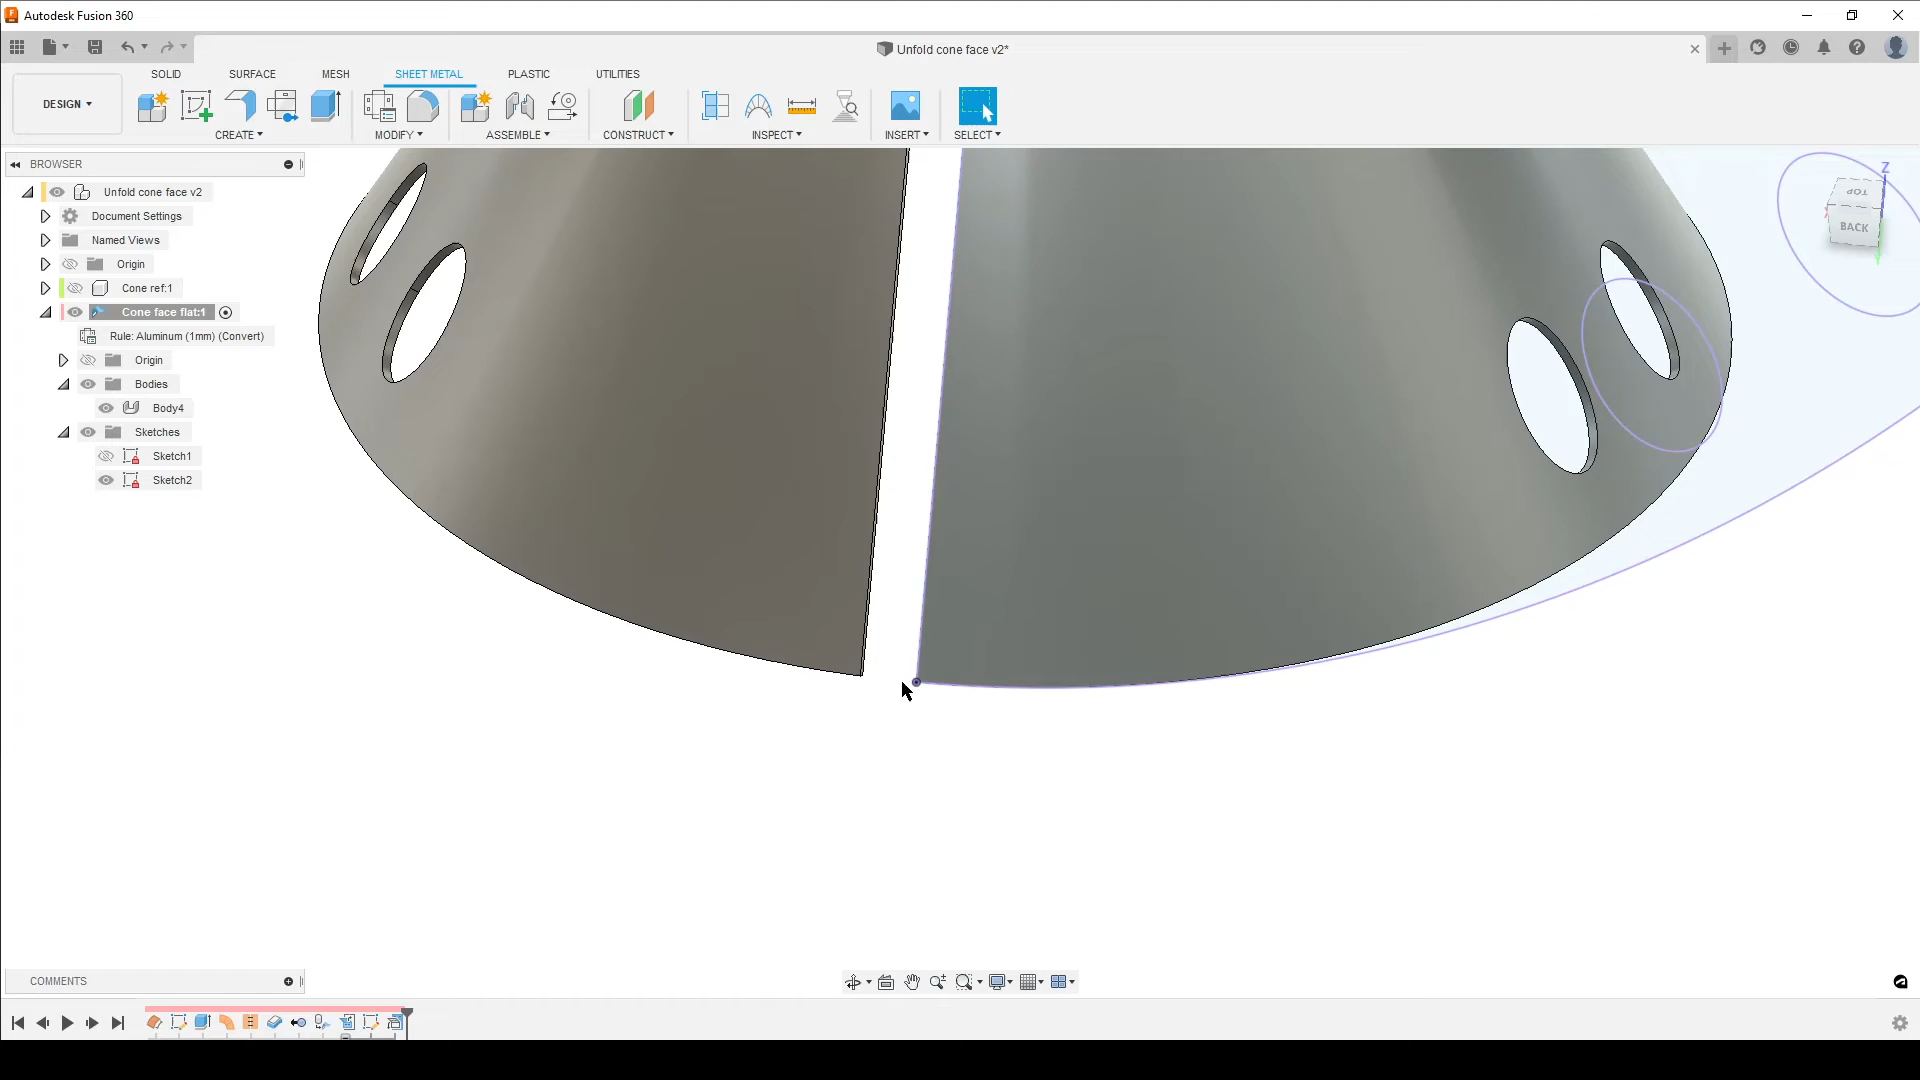 Autodesk Fusion 360
Unfold cone face v2*
SOLID SURFACE MESH SHEET METAL PLASTIC UTILITIES
DESIGN
CREATE MODIFY ASSEMBLE CONSTRUCT INSPECT INSERT SELECT
BROWSER
Unfold cone face v2
Document Settings
Named Views
Origin
Cone ref:1
Cone face flat:1
Rule: Aluminum (1mm) (Convert)
Origin
Bodies
Body4
Sketches
Sketch1
Sketch2
Z
TOP
BACK
COMMENTS